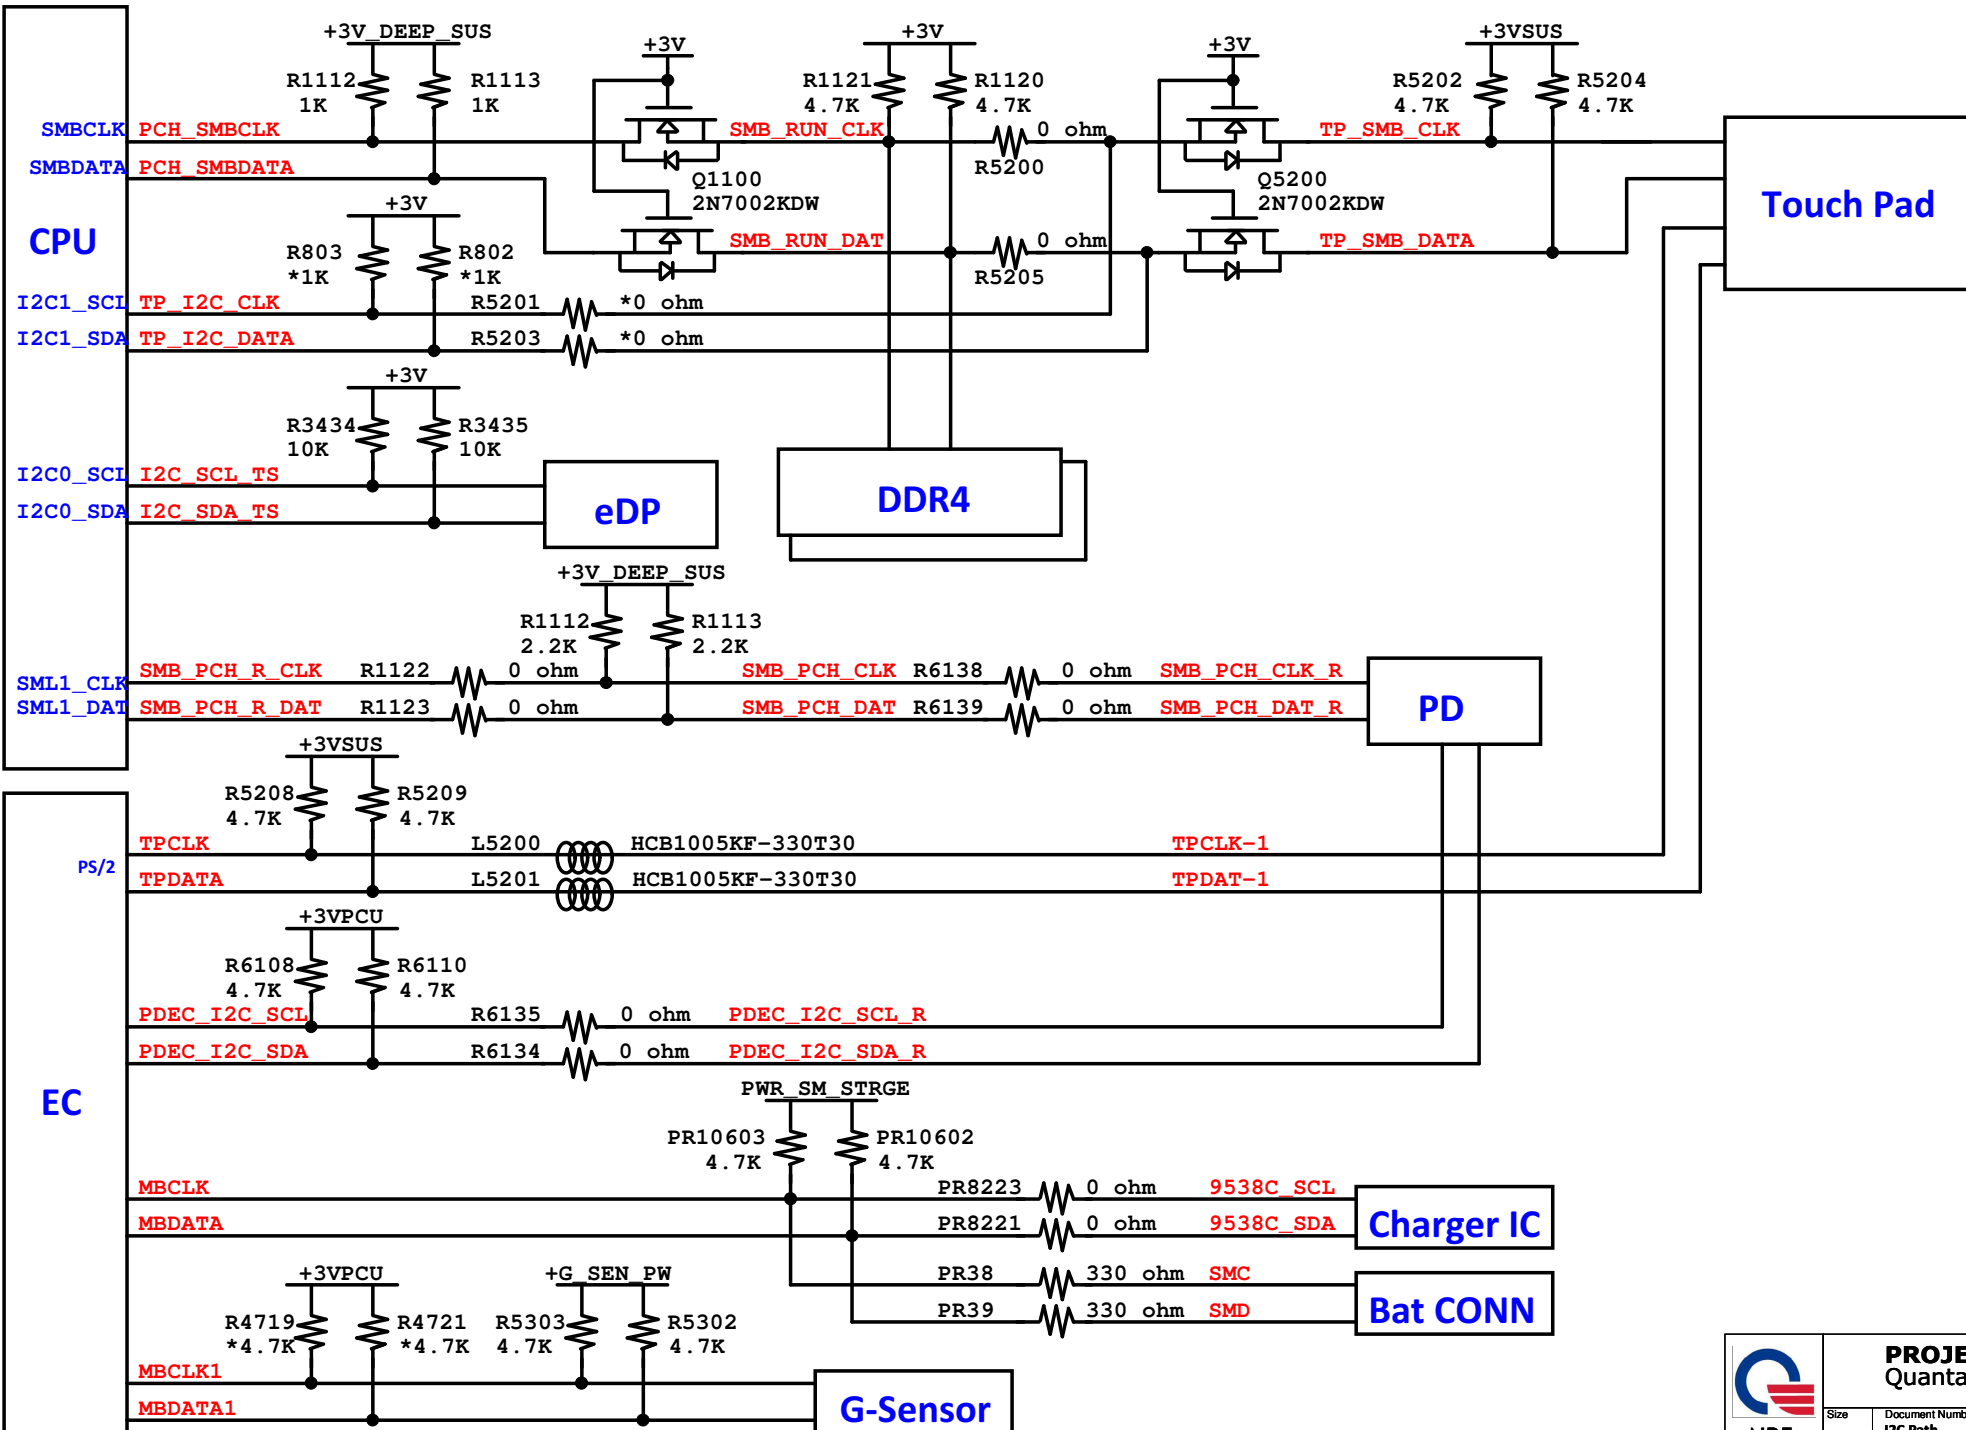 +3V_DEEP_SUS
+3V
+3V
+3V
+3VSUS
R1112
1K
R1113
1K
R1121
4.7K
R1120
4.7K
R5202
4.7K
R5204
4.7K
SMBCLK PCH_SMBCLK
SMB_RUN_CLK
0 ohm
R5200
TP_SMB_CLK
SMBDATA PCH_SMBDATA
Q1100
2N7002KDW
Q5200
2N7002KDW
Touch Pad
CPU
+3V
R803
*1K
R802
*1K
SMB_RUN_DAT
0 ohm
R5205
TP_SMB_DATA
I2C1_SCL TP_I2C_CLK R5201 *0 ohm
I2C1_SDA TP_I2C_DATA R5203 *0 ohm
+3V
R3434
10K
R3435
10K
I2C0_SCL I2C_SCL_TS
I2C0_SDA I2C_SDA_TS
eDP
DDR4
+3V_DEEP_SUS
R1112
2.2K
R1113
2.2K
SML1_CLK SMB_PCH_R_CLK R1122 0 ohm SMB_PCH_CLK R6138 0 ohm SMB_PCH_CLK_R
SML1_DAT SMB_PCH_R_DAT R1123 0 ohm SMB_PCH_DAT R6139 0 ohm SMB_PCH_DAT_R
PD
+3VSUS
R5208
4.7K
R5209
4.7K
PS/2
TPCLK L5200 HCB1005KF-330T30 TPCLK-1
TPDATA L5201 HCB1005KF-330T30 TPDAT-1
+3VPCU
R6108
4.7K
R6110
4.7K
PDEC_I2C_SCL R6135 0 ohm PDEC_I2C_SCL_R
PDEC_I2C_SDA R6134 0 ohm PDEC_I2C_SDA_R
EC
PWR_SM_STRGE
PR10603
4.7K
PR10602
4.7K
MBCLK PR8223 0 ohm 9538C_SCL
MBDATA PR8221 0 ohm 9538C_SDA
Charger IC
PR38 330 ohm SMC
PR39 330 ohm SMD
Bat CONN
+3VPCU
+G_SEN_PW
R4719
*4.7K
R4721
*4.7K
R5303
4.7K
R5302
4.7K
MBCLK1
MBDATA1
G-Sensor
PROJE
Quanta
Size
Document Numb